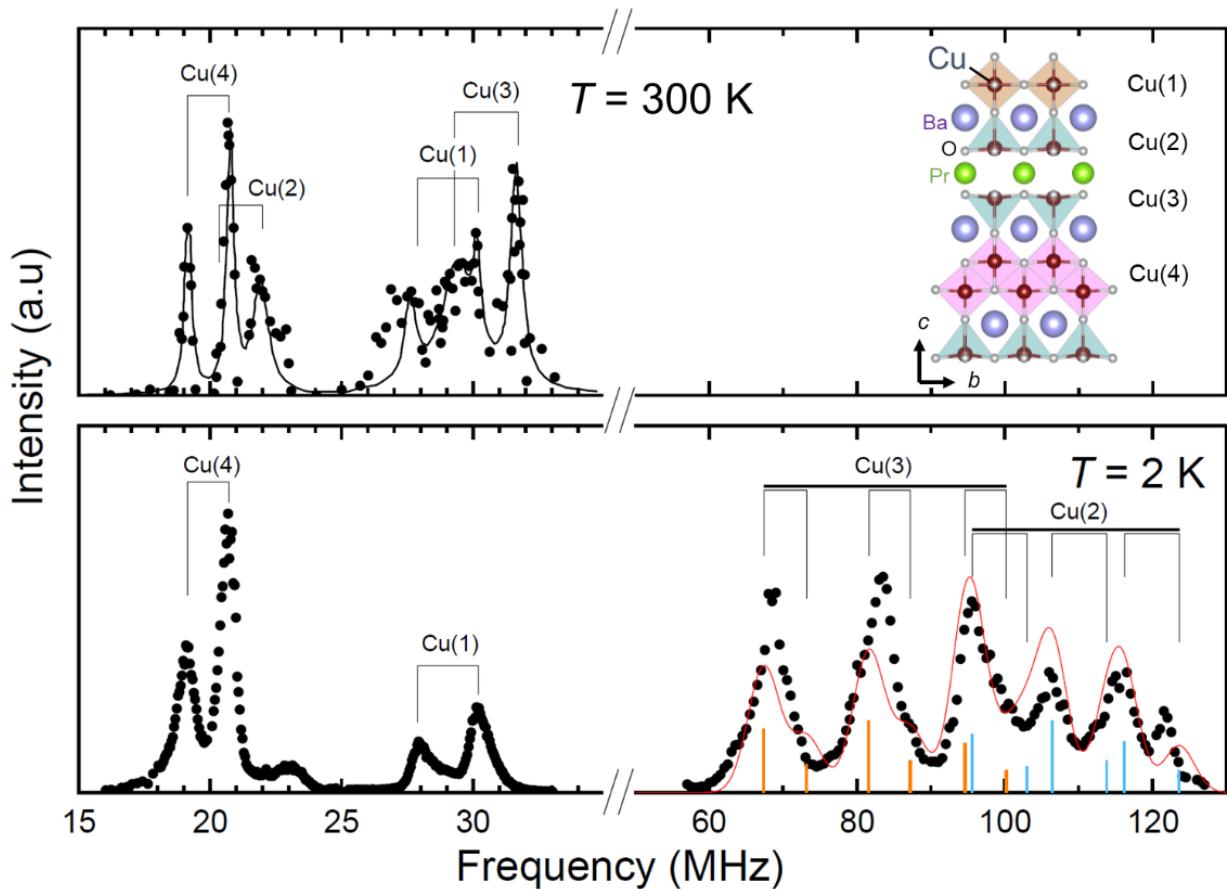 Cu(4)
Cu(2)
Cu(1)
Cu(3)
T = 300 K
Cu
Ba
O
Pr
Cu(1)
Cu(2)
Cu(3)
Cu(4)
c
b
Intensity (a.u)
Cu(4)
Cu(1)
Cu(3)
Cu(2)
T = 2 K
15 20 25 30 60 80 100 120
Frequency (MHz)